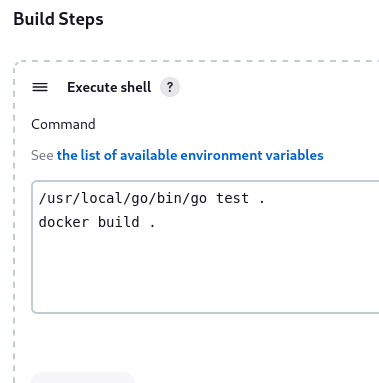 Build Steps
Execute shell ?
Command
See the list of available environment variables
/usr/local/go/bin/go test .
docker build .